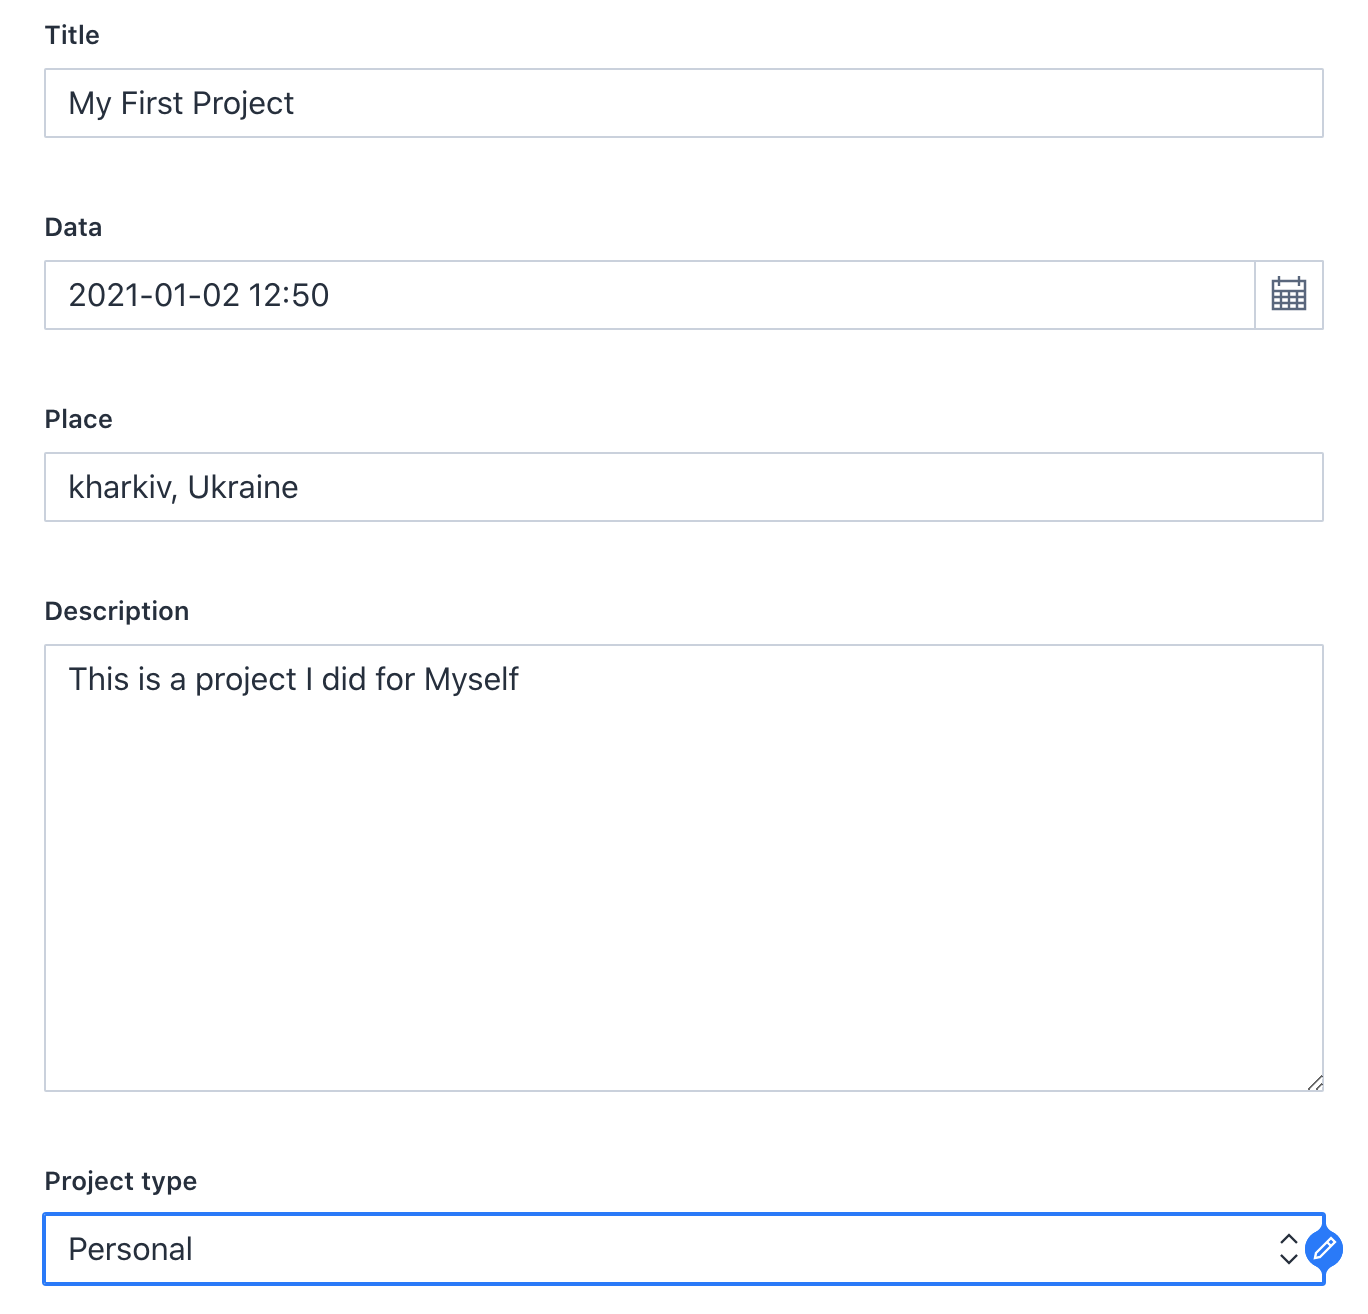 Title
My First Project
Data
2021-01-02 12:50
Place
kharkiv, Ukraine
Description
This is a project I did for Myself
Project type
Personal